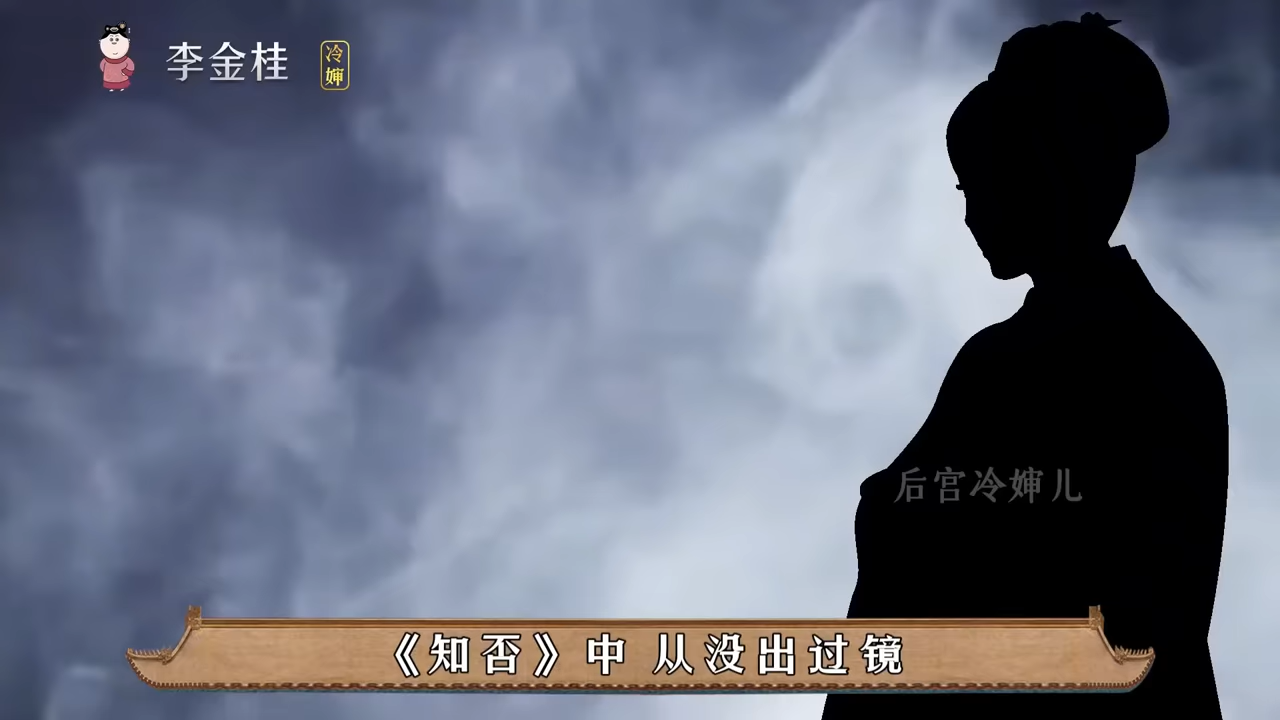 李金桂
冷
婶
后宫冷婶儿
《知否》中 从没出过镜